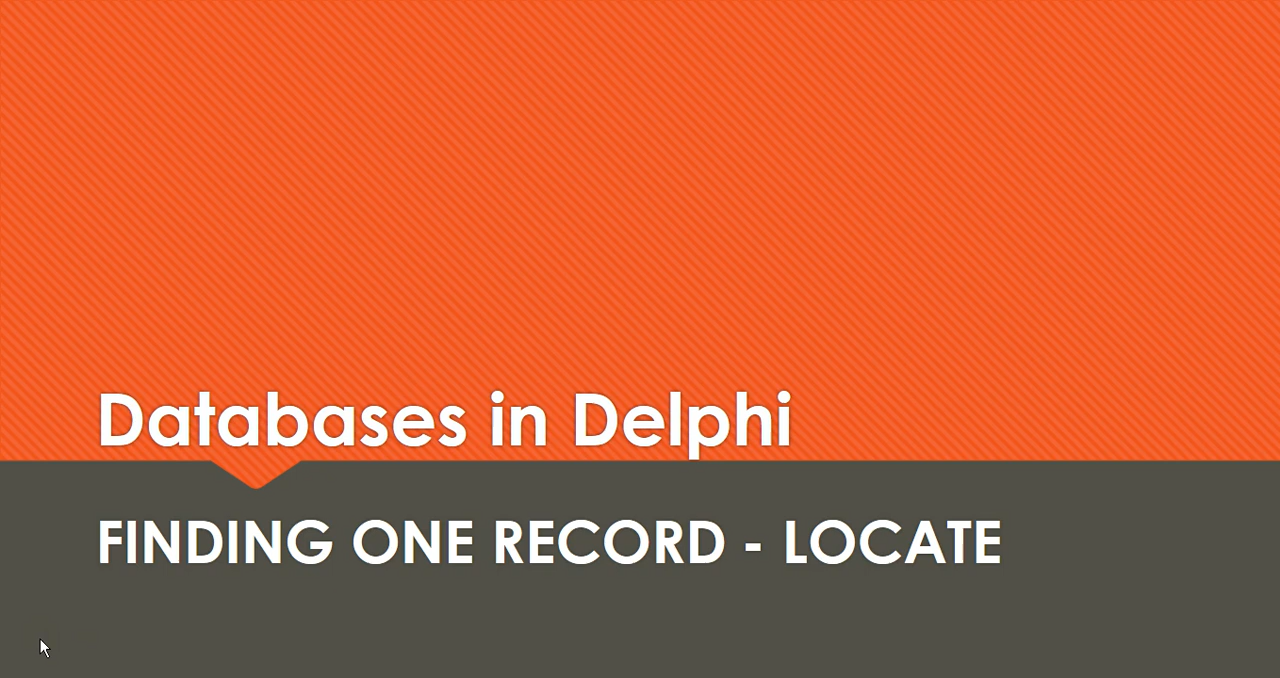 Databases in Delphi
FINDING ONE RECORD - LOCATE